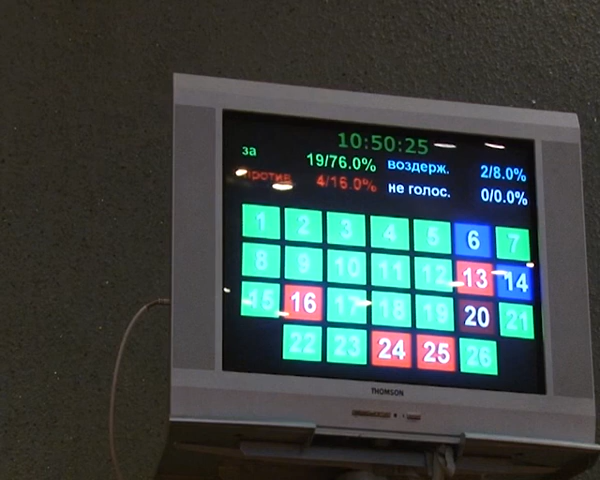 10:50:25
за 19/76.0% воздерж. 2/8.0%
против 4/16.0% не голос. 0/0.0%
1 2 3 4 5 6 7
8 9 10 11 12 13 14
15 16 17 18 19 20 21
22 23 24 25 26
THOMSON